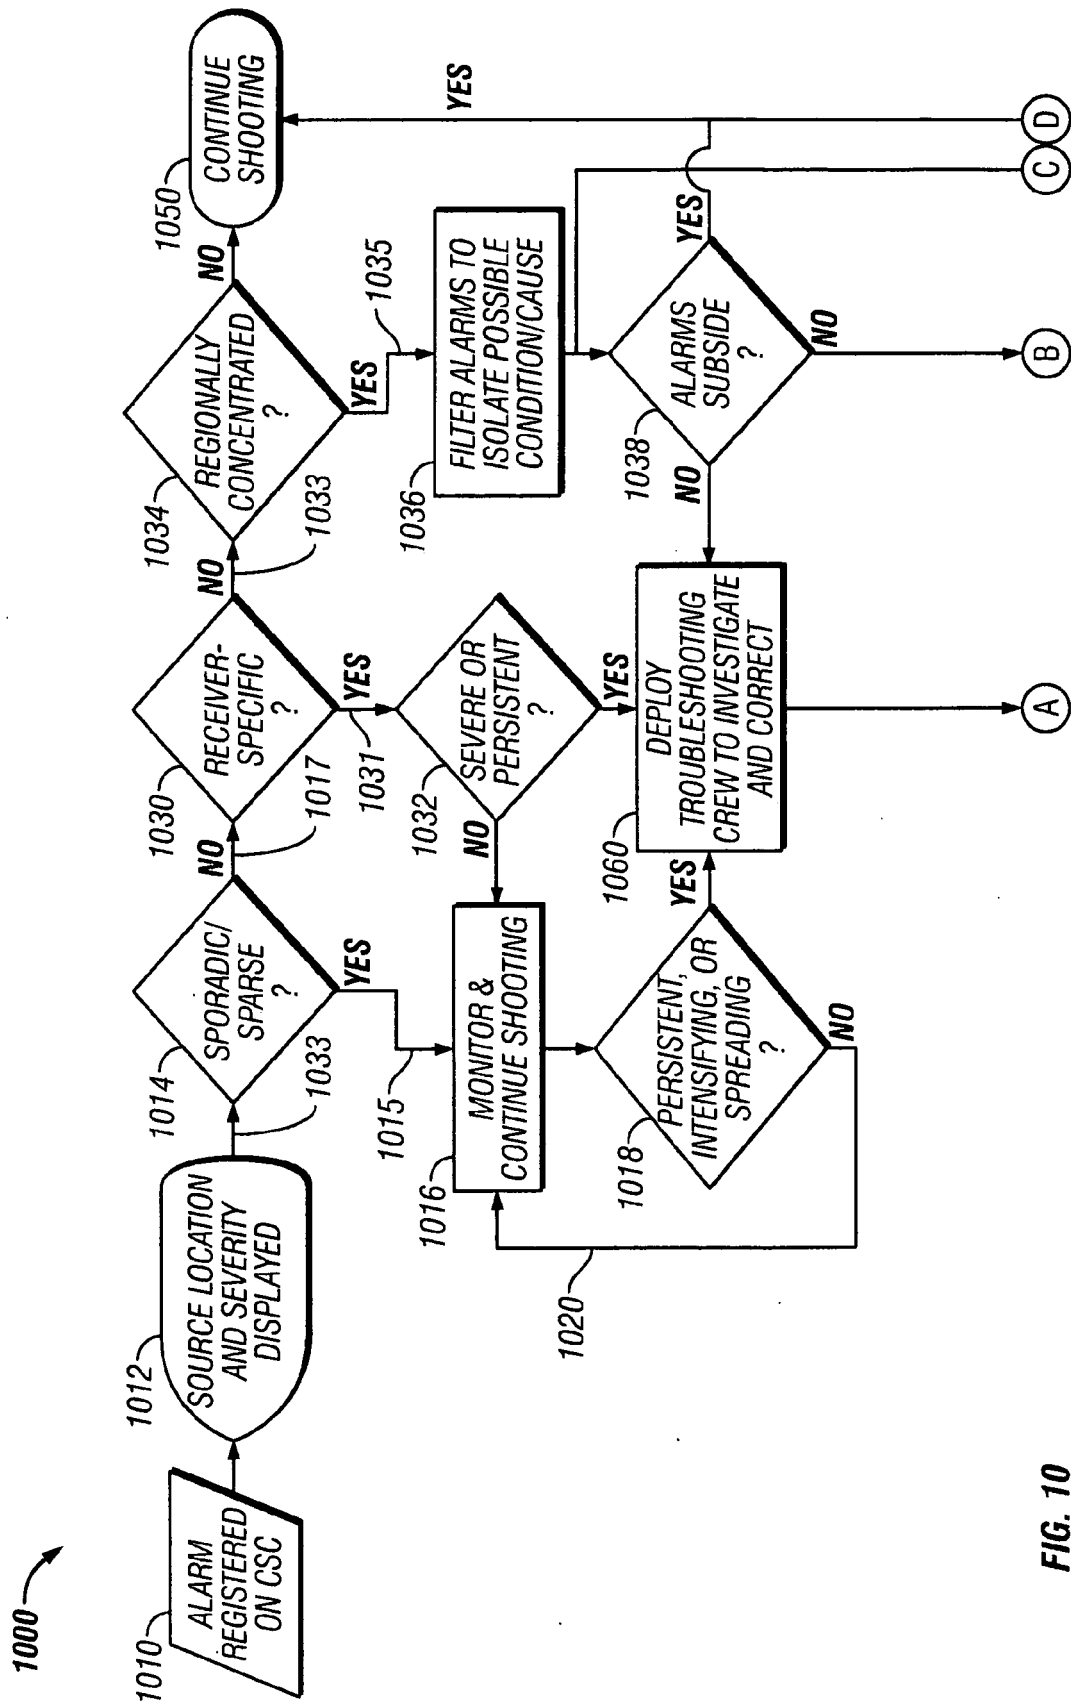 1000
1010
ALARM
REGISTERED
ON CSC
1012
SOURCE LOCATION
AND SEVERITY
DISPLAYED
1033
1014
SPORADIC/
SPARSE
?
NO
1017
YES
1015
1030
RECEIVER-
SPECIFIC
?
NO
1033
YES
1031
1034
REGIONALLY
CONCENTRATED
?
NO
YES
1035
1050
CONTINUE
SHOOTING
1016
MONITOR &
CONTINUE SHOOTING
1032
SEVERE OR
PERSISTENT
?
NO
YES
1036
FILTER ALARMS TO
ISOLATE POSSIBLE
CONDITION/CAUSE
YES
1020
1018
PERSISTENT,
INTENSIFYING, OR
SPREADING
?
YES
NO
1060
DEPLOY
TROUBLESHOOTING
CREW TO INVESTIGATE
AND CORRECT
1038
ALARMS
SUBSIDE
?
NO
YES
NO
A
B
C
D
FIG. 10